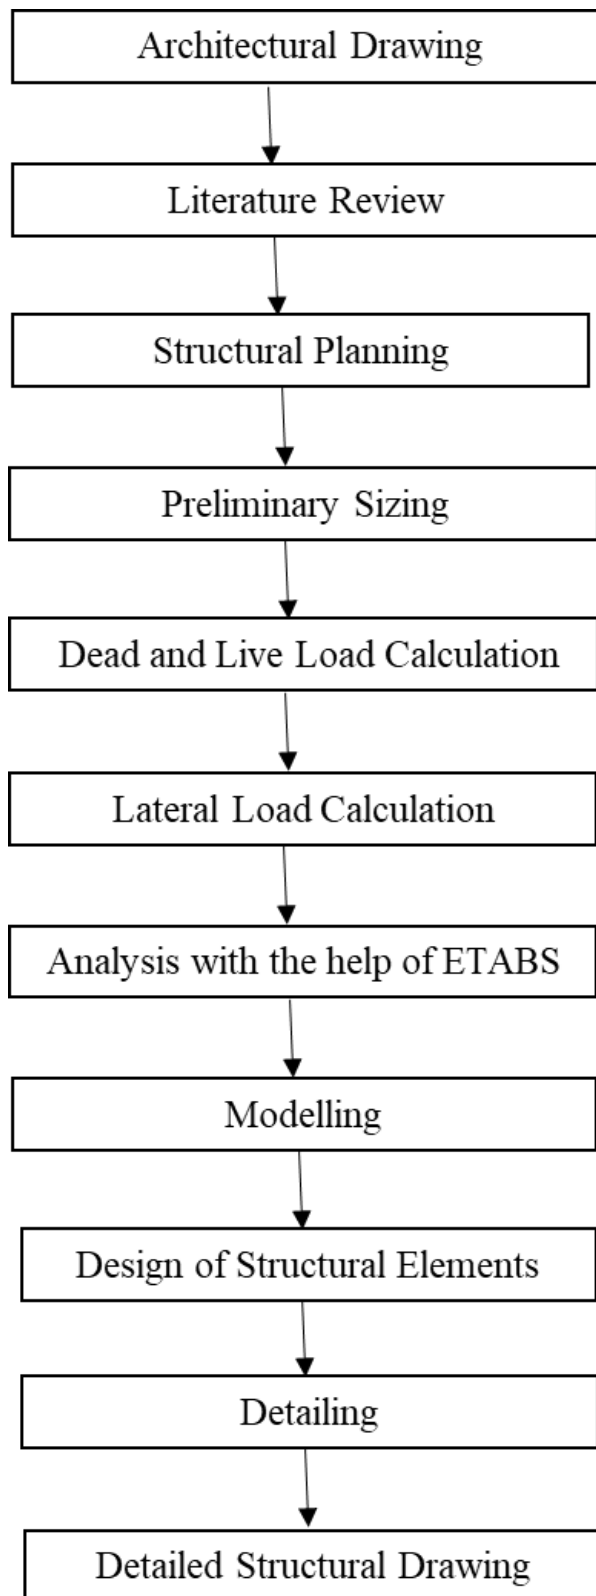 Architectural Drawing
Literature Review
Structural Planning
Preliminary Sizing
Dead and Live Load Calculation
Lateral Load Calculation
Analysis with the help of ETABS
Modelling
Design of Structural Elements
Detailing
Detailed Structural Drawing